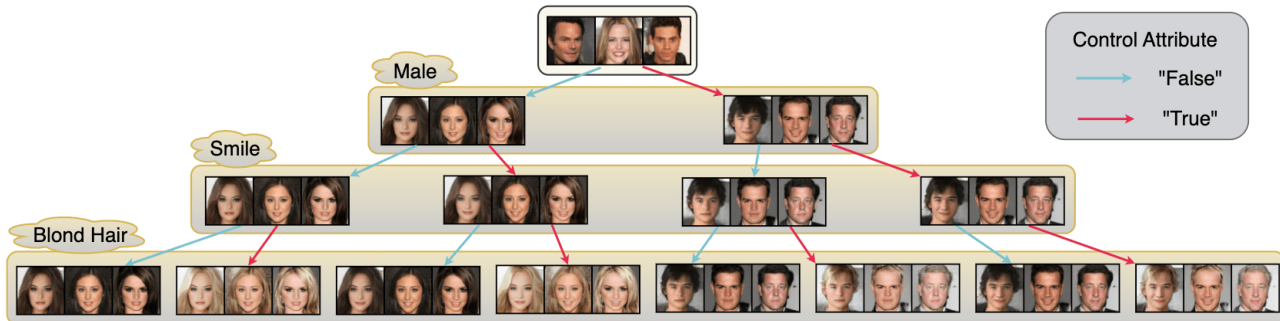 Control Attribute
"False"
"True"
Male
Smile
Blond Hair